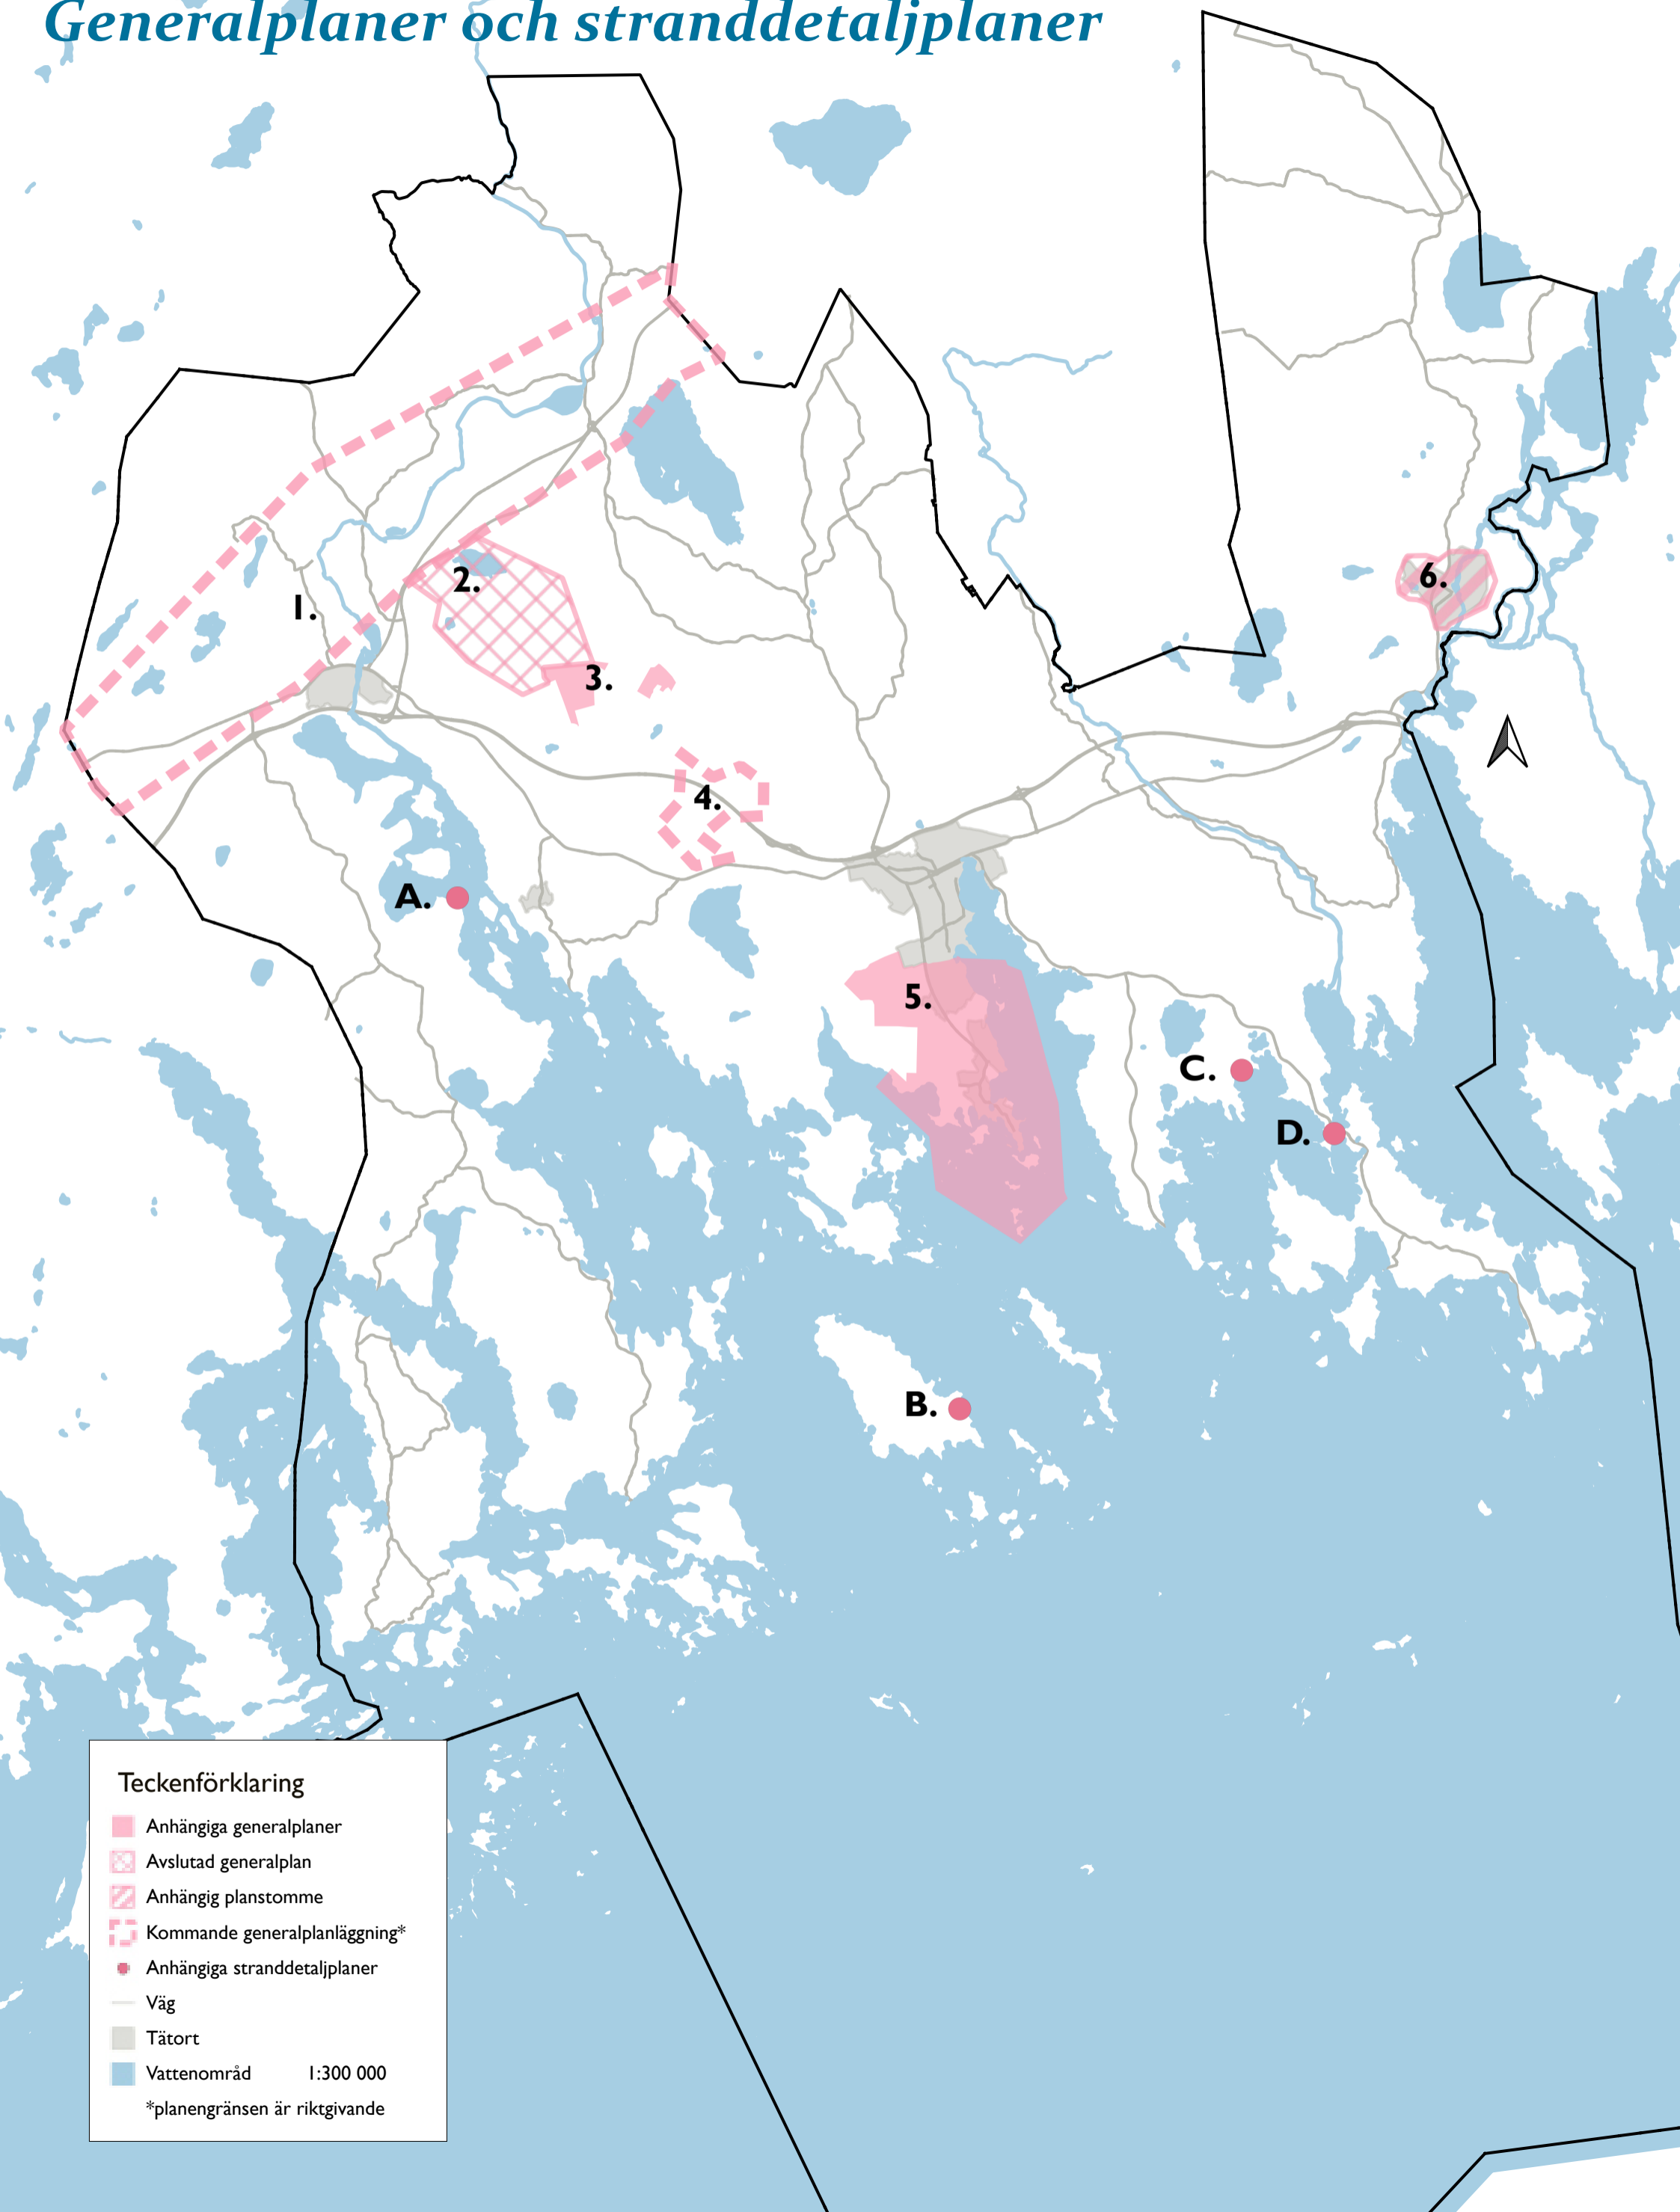 Generalplaner och stranddetaljplaner
1.
2.
3.
4.
5.
6.
A.
B.
C.
D.
Teckenförklaring
Anhängiga generalplaner
Avslutad generalplan
Anhängig planstomme
Kommande generalplanläggning*
Anhängiga stranddetaljplaner
Väg
Tätort
Vattenområd 1:300 000
*planengränsen är riktgivande